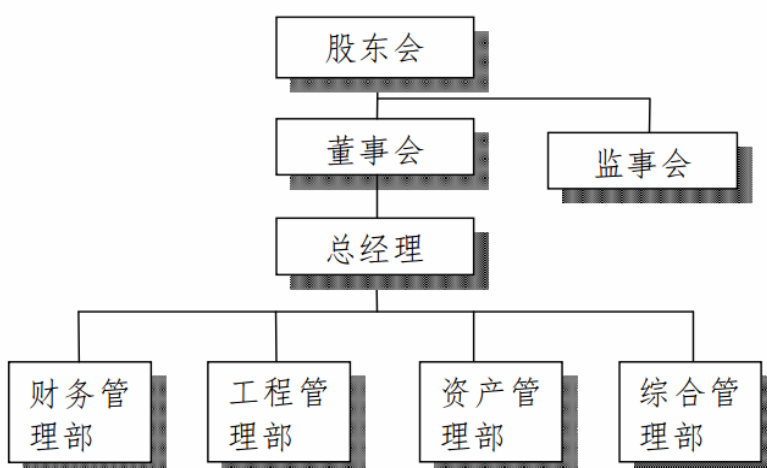 股东会
董事会
监事会
总经理
财务管
理部
工程管
理部
资产管
理部
综合管
理部